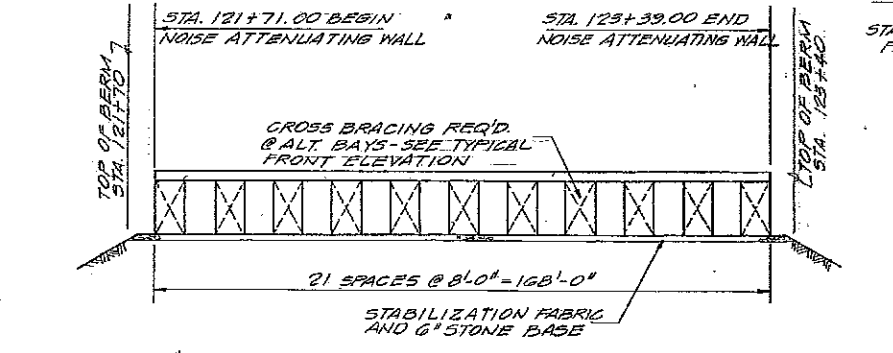 STA. 121+71.00 BEGIN
NOISE ATTENUATING WALL
STA. 123+39.00 END
NOISE ATTENUATING WALL
STA
TOP OF BERM
STA. 121+70
TOP OF BERM
STA. 123+40
CROSS BRACING REQ'D.
@ ALT. BAYS-SEE TYPICAL
FRONT ELEVATION
21 SPACES @ 8'-0" = 168'-0"
STABILIZATION FABRIC
AND 6" STONE BASE